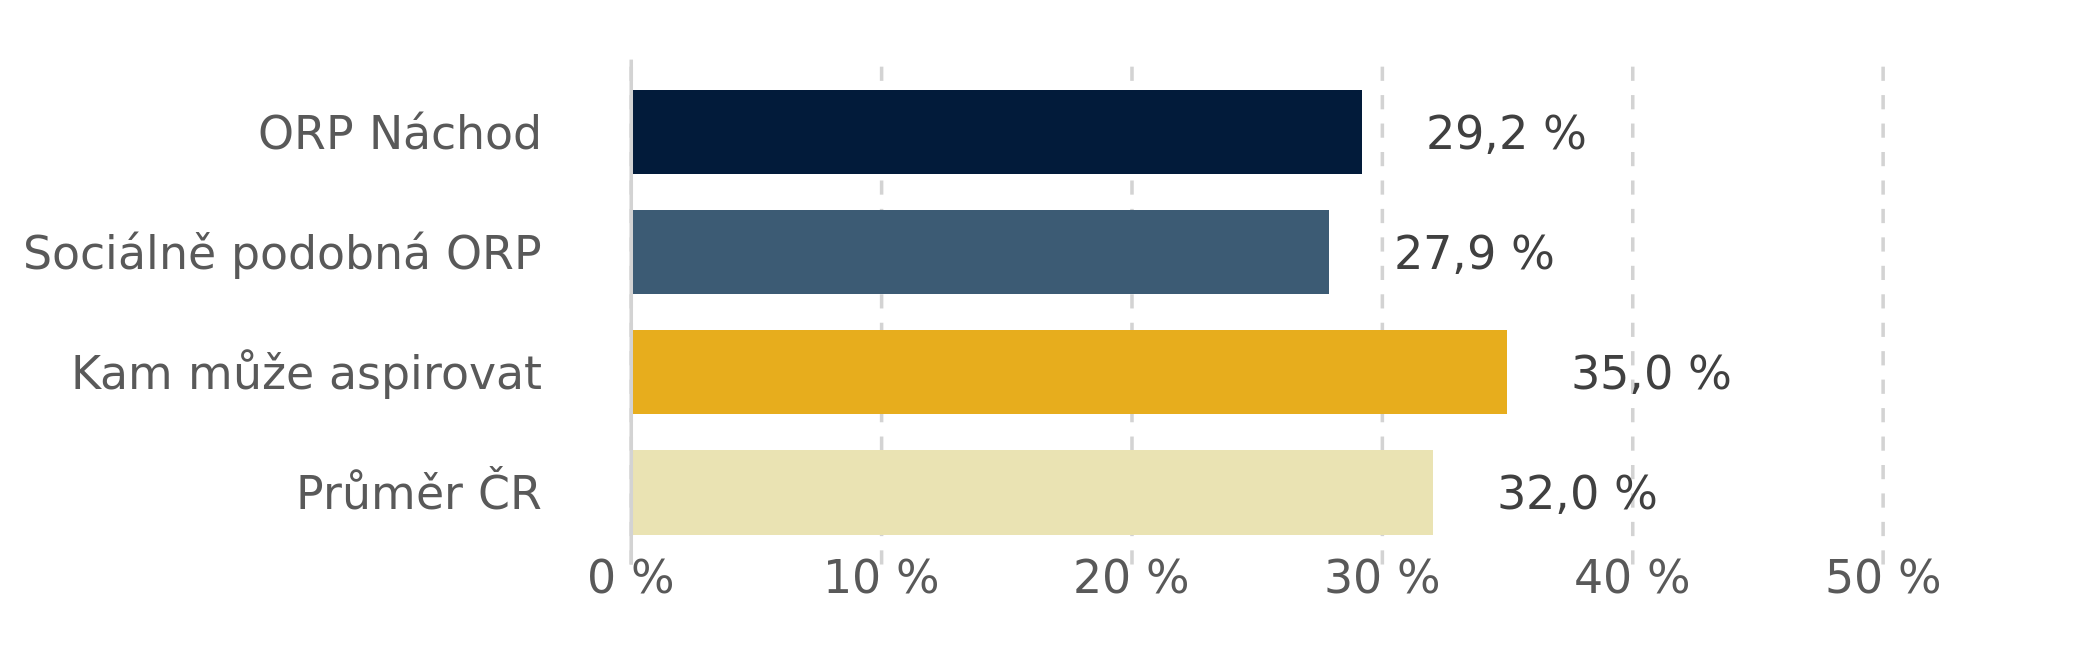 ORP Náchod
29,2 %
Sociálně podobná ORP
27,9 %
Kam může aspirovat
35,0 %
Průměr ČR
32,0 %
0 %
10 %
20 %
30 %
40 %
50 %